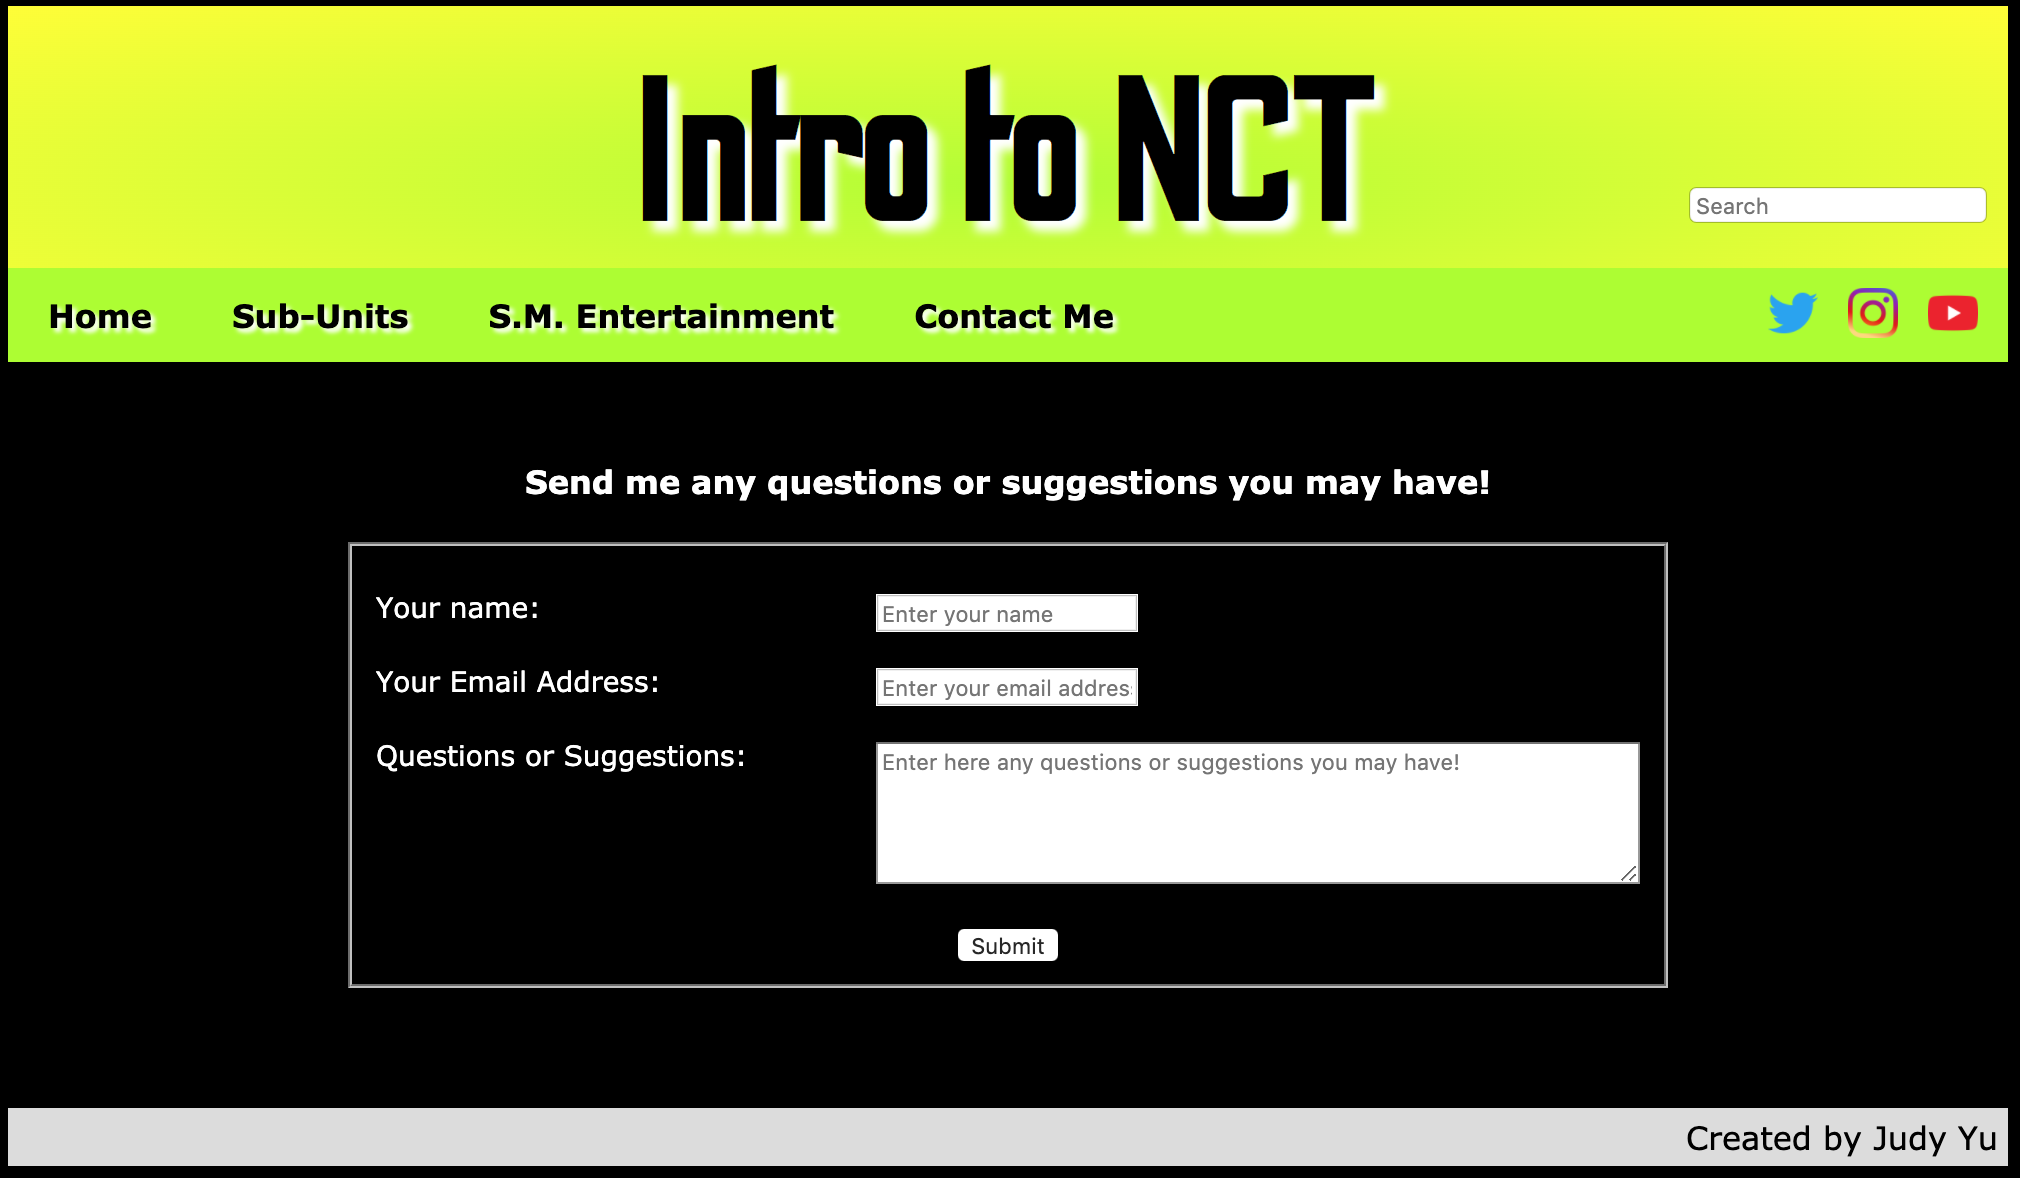 Intro to NCT
Search
Home Sub-Units S.M. Entertainment Contact Me
Send me any questions or suggestions you may have!
Your name: Enter your name
Your Email Address: Enter your email addres
Questions or Suggestions: Enter here any questions or suggestions you may have!
Submit
Created by Judy Yu